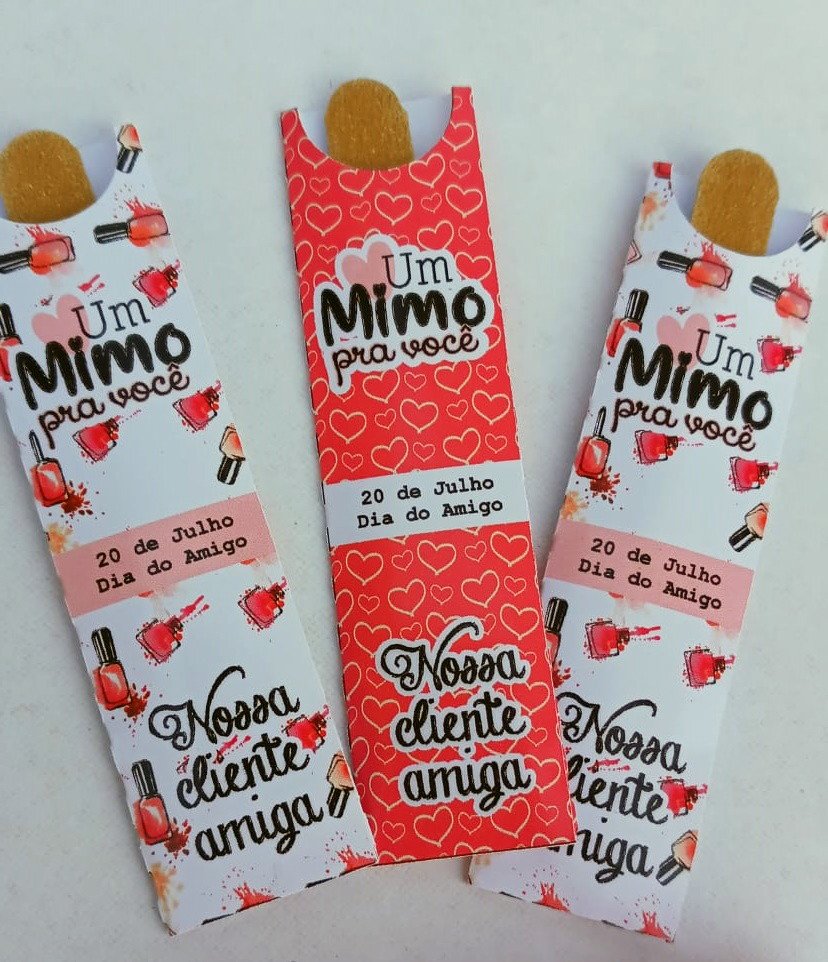 Um
Mimo
pra você
20 de Julho
Dia do Amigo
Nossa
cliente
amiga
Um
Mimo
pra você
20 de Julho
Dia do Amigo
Nossa
cliente
amiga
Um
Mimo
pra você
20 de Julho
Dia do Amigo
Nossa
cliente
amiga